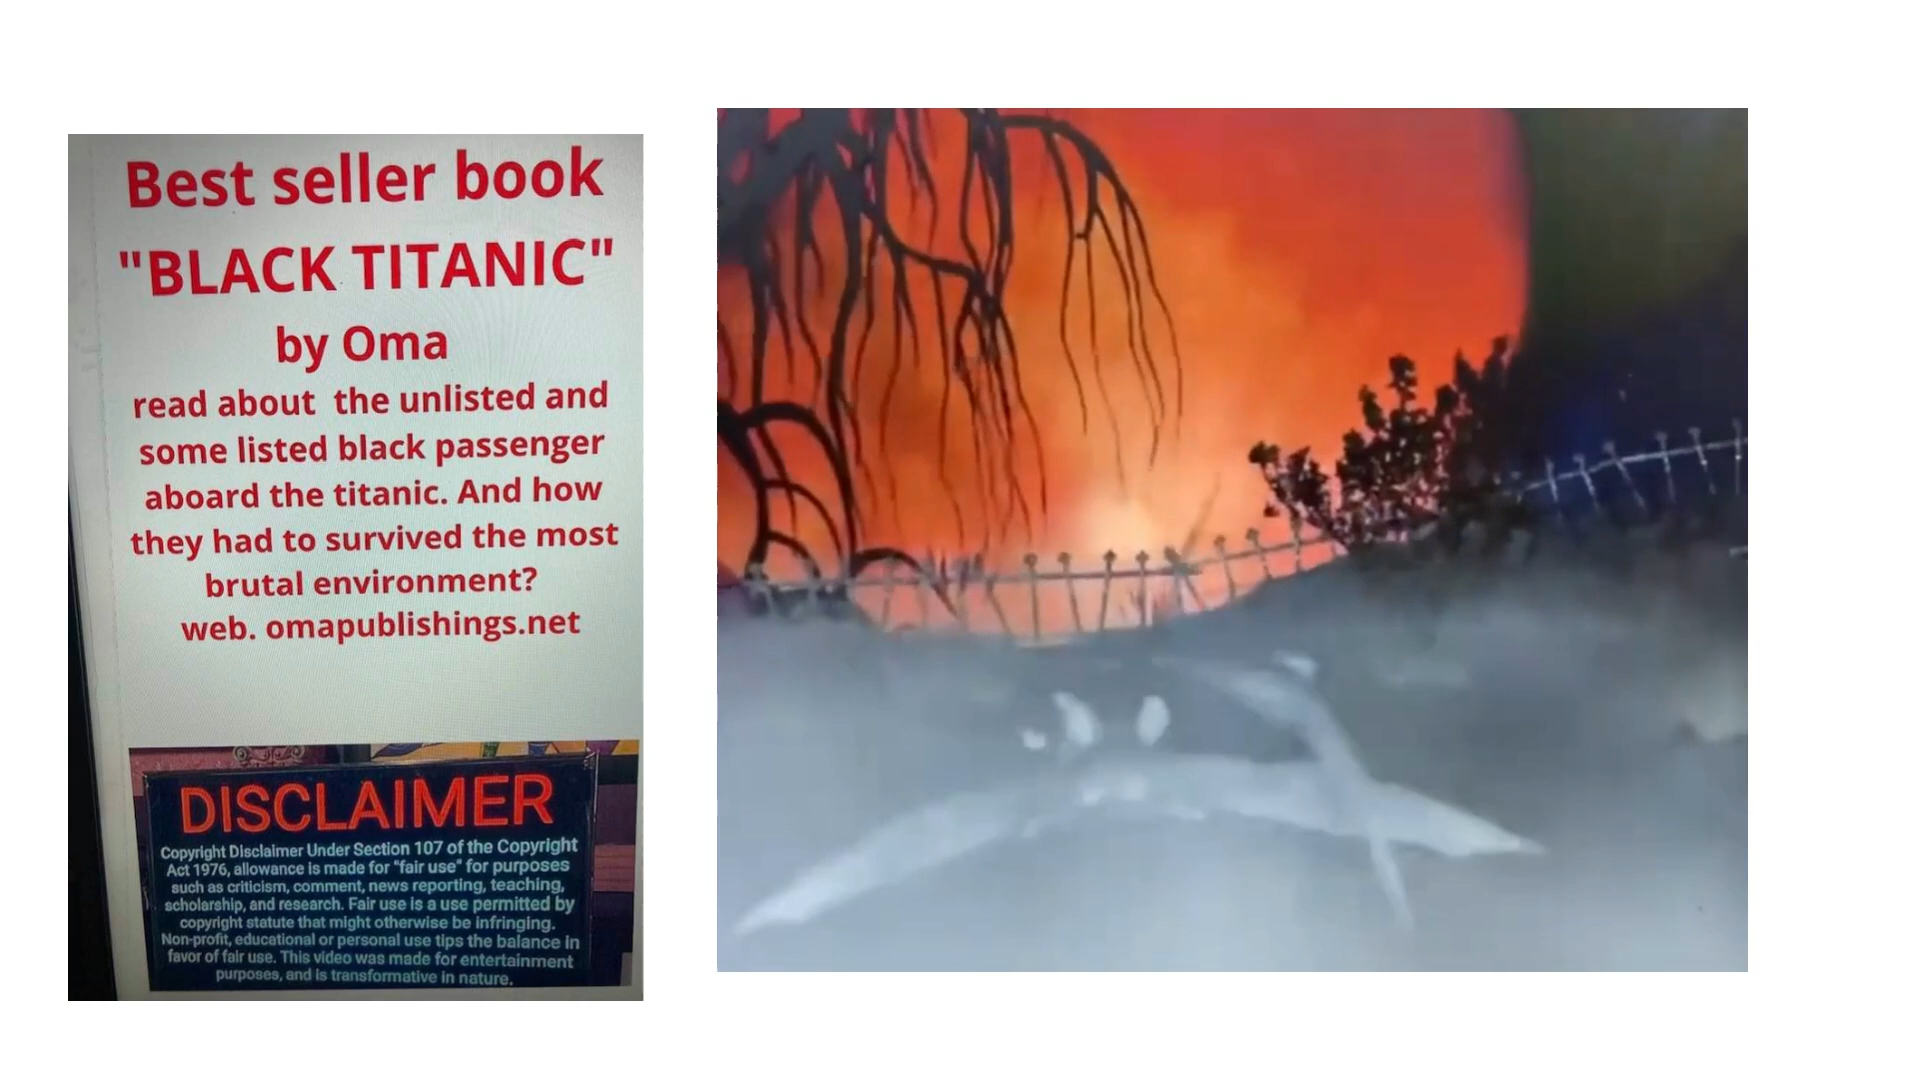 Best seller book
"BLACK TITANIC"
by Oma
read about the unlisted and
some listed black passenger
aboard the titanic. And how
they had to survived the most
brutal environment?
web. omapublishings.net
DISCLAIMER
Copyright Disclaimer Under Section 107 of the Copyright
Act 1976, allowance is made for "fair use" for purposes
such as criticism, comment, news reporting, teaching,
scholarship, and research. Fair use is a use permitted by
copyright statute that might otherwise be infringing.
Non-profit, educational or personal use tips the balance in
favor of fair use. This video was made for entertainment
purposes, and is transformative in nature.